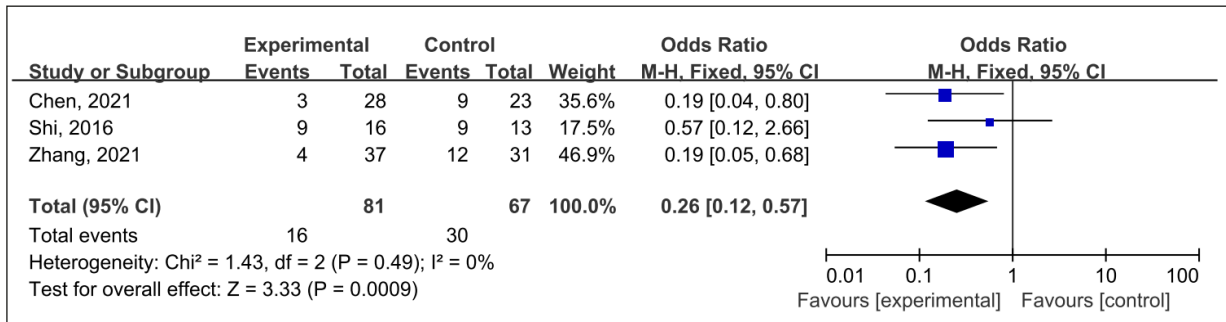 Experimental Control Odds Ratio Odds Ratio
Study or Subgroup Events Total Events Total Weight M-H, Fixed, 95% CI M-H, Fixed, 95% CI
Chen, 2021 3 28 9 23 35.6% 0.19 [0.04, 0.80]
Shi, 2016 9 16 9 13 17.5% 0.57 [0.12, 2.66]
Zhang, 2021 4 37 12 31 46.9% 0.19 [0.05, 0.68]
Total (95% CI) 81 67 100.0% 0.26 [0.12, 0.57]
Total events 16 30
Heterogeneity: Chi² = 1.43, df = 2 (P = 0.49); I² = 0%
Test for overall effect: Z = 3.33 (P = 0.0009)
0.01 0.1 1 10 100
Favours [experimental] Favours [control]